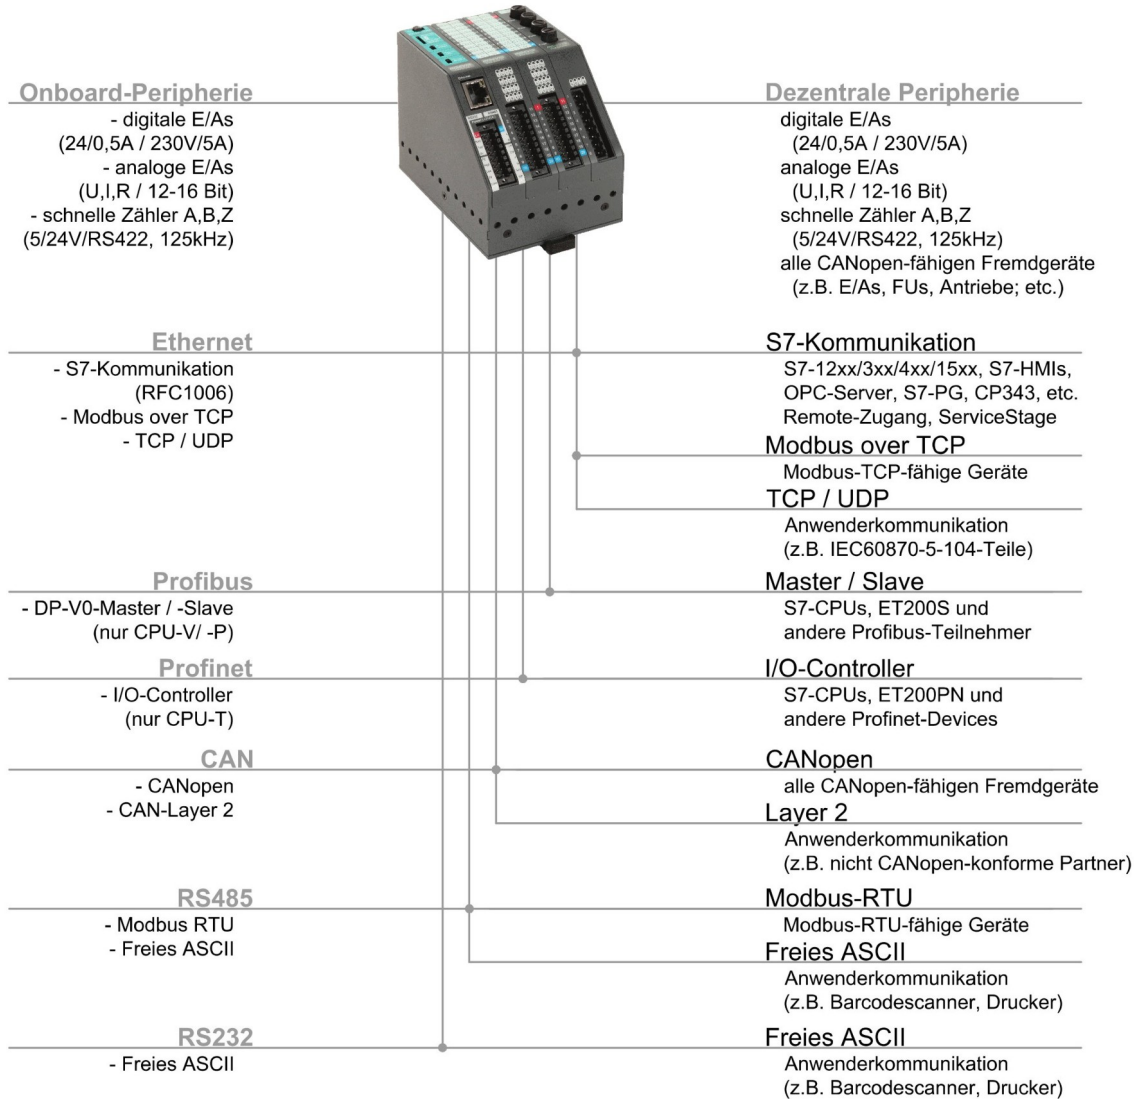 Onboard-Peripherie
- digitale E/As
(24/0,5A / 230V/5A)
- analoge E/As
(U,I,R / 12-16 Bit)
- schnelle Zähler A,B,Z
(5/24V/RS422, 125kHz)
Dezentrale Peripherie
digitale E/As
(24/0,5A / 230V/5A)
analoge E/As
(U,I,R / 12-16 Bit)
schnelle Zähler A,B,Z
(5/24V/RS422, 125kHz)
alle CANopen-fähigen Fremdgeräte
(z.B. E/As, FUs, Antriebe; etc.)
Ethernet
- S7-Kommunikation
(RFC1006)
- Modbus over TCP
- TCP / UDP
S7-Kommunikation
S7-12xx/3xx/4xx/15xx, S7-HMIs,
OPC-Server, S7-PG, CP343, etc.
Remote-Zugang, ServiceStage
Modbus over TCP
Modbus-TCP-fähige Geräte
TCP / UDP
Anwenderkommunikation
(z.B. IEC60870-5-104-Teile)
Profibus
- DP-V0-Master / -Slave
(nur CPU-V/ -P)
Master / Slave
S7-CPUs, ET200S und
andere Profibus-Teilnehmer
Profinet
- I/O-Controller
(nur CPU-T)
I/O-Controller
S7-CPUs, ET200PN und
andere Profinet-Devices
CAN
- CANopen
- CAN-Layer 2
CANopen
alle CANopen-fähigen Fremdgeräte
Layer 2
Anwenderkommunikation
(z.B. nicht CANopen-konforme Partner)
RS485
- Modbus RTU
- Freies ASCII
Modbus-RTU
Modbus-RTU-fähige Geräte
Freies ASCII
Anwenderkommunikation
(z.B. Barcodescanner, Drucker)
RS232
- Freies ASCII
Freies ASCII
Anwenderkommunikation
(z.B. Barcodescanner, Drucker)